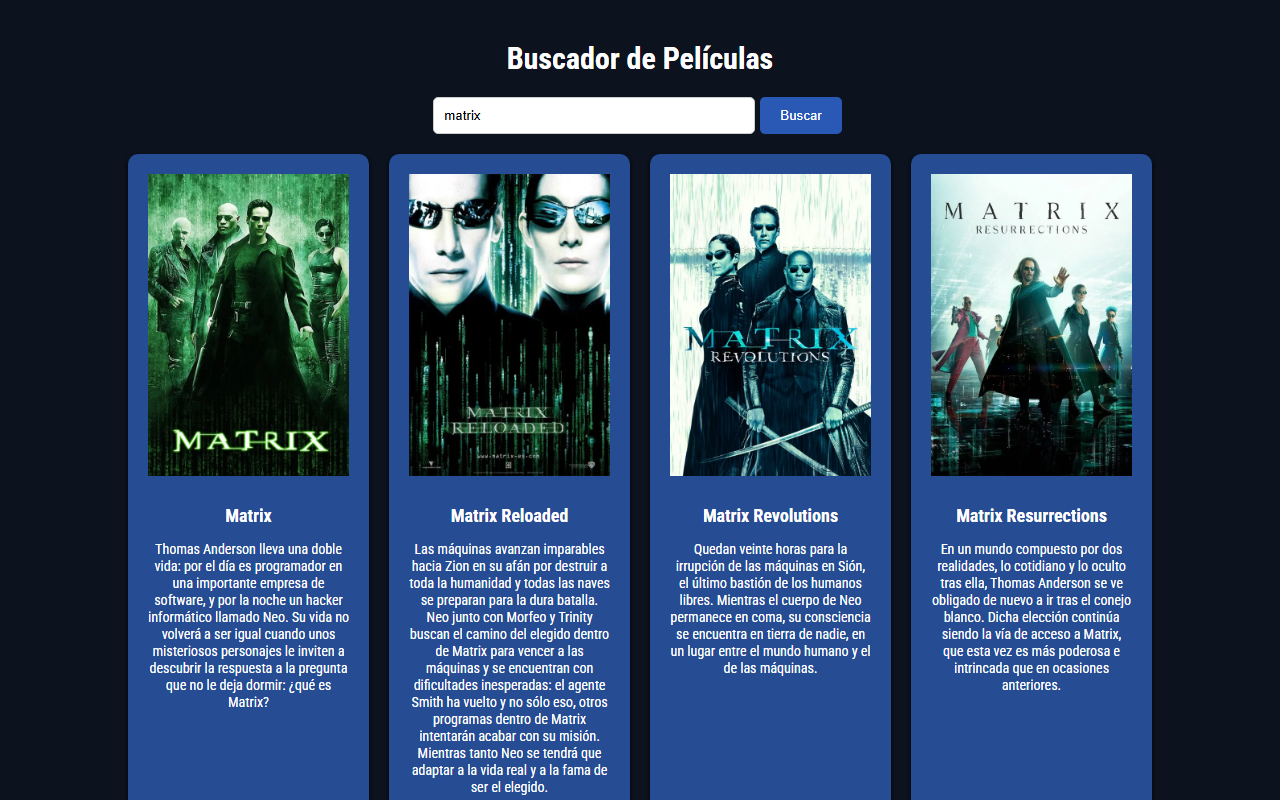 Buscador de Películas
matrix
Buscar
MATRIX
MATRIX
RELOADED
MATRIX
REVOLUTIONS
MATRIX
RESURRECTIONS
Matrix
Thomas Anderson lleva una doble
vida: por el día es programador en
una importante empresa de
software, y por la noche un hacker
informático llamado Neo. Su vida no
volverá a ser igual cuando unos
misteriosos personajes le inviten a
descubrir la respuesta a la pregunta
que no le deja dormir: ¿qué es
Matrix?
Matrix Reloaded
Las máquinas avanzan imparables
hacia Zion en su afán por destruir a
toda la humanidad y todas las naves
se preparan para la dura batalla.
Neo junto con Morfeo y Trinity
buscan el camino del elegido dentro
de Matrix para vencer a las
máquinas y se encuentran con
dificultades inesperadas: el agente
Smith ha vuelto y no sólo eso, otros
programas dentro de Matrix
intentarán acabar con su misión.
Mientras tanto Neo se tendrá que
adaptar a la vida real y a la fama de
ser el elegido.
Matrix Revolutions
Quedan veinte horas para la
irrupción de las máquinas en Sión,
el último bastión de los humanos
libres. Mientras el cuerpo de Neo
permanece en coma, su consciencia
se encuentra en tierra de nadie, en
un lugar entre el mundo humano y el
de las máquinas.
Matrix Resurrections
En un mundo compuesto por dos
realidades, lo cotidiano y lo oculto
tras ella, Thomas Anderson se ve
obligado de nuevo a ir tras el conejo
blanco. Dicha elección continúa
siendo la vía de acceso a Matrix,
que esta vez es más poderosa e
intrincada que en ocasiones
anteriores.